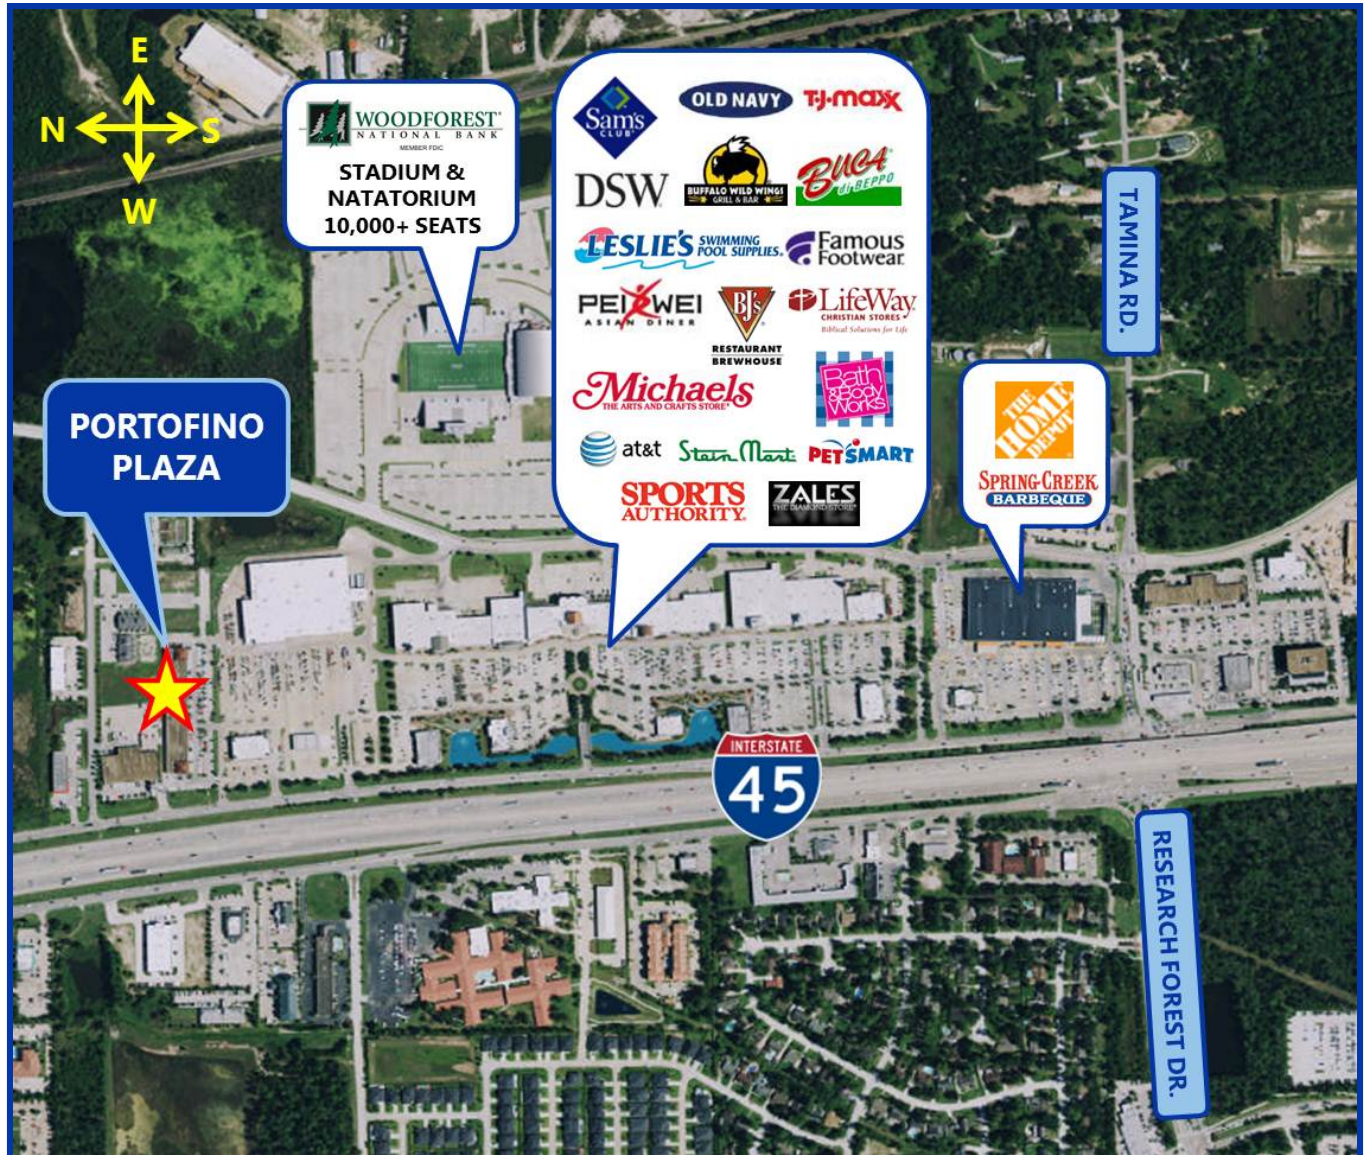 E
N S
W
WOODFOREST
NATIONAL BANK
MEMBER FDIC
STADIUM &
NATATORIUM
10,000+ SEATS
Sam's
CLUB
OLD NAVY
T·J·maxx
DSW
BUFFALO WILD WINGS
GRILL & BAR
BUCA
di BEPPO
LESLIE'S SWIMMING
POOL SUPPLIES.
Famous
Footwear
PEI WEI
ASIAN DINER
BJ's
RESTAURANT
BREWHOUSE
LifeWay
CHRISTIAN STORES
Biblical Solutions for Life
Michaels
THE ARTS AND CRAFTS STORE®
Bath
& Body
Works
at&t
Stein Mart
PETSMART
SPORTS
AUTHORITY
ZALES
THE DIAMOND STORE®
TAMINA RD.
THE
HOME
DEPOT
SPRING·CREEK
BARBEQUE
PORTOFINO
PLAZA
INTERSTATE
45
RESEARCH FOREST DR.